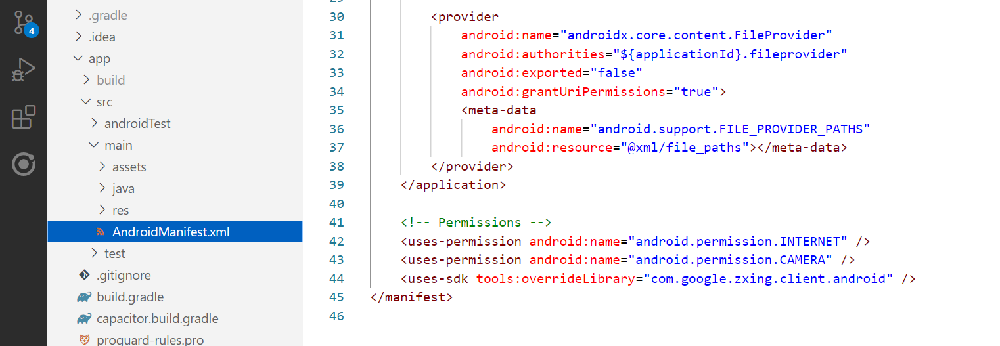 4
.gradle
.idea
app
build
src
androidTest
main
assets
java
res
AndroidManifest.xml
test
.gitignore
build.gradle
capacitor.build.gradle
proguard-rules.pro
30 <provider
31 android:name="androidx.core.content.FileProvider"
32 android:authorities="${applicationId}.fileprovider"
33 android:exported="false"
34 android:grantUriPermissions="true">
35 <meta-data
36 android:name="android.support.FILE_PROVIDER_PATHS"
37 android:resource="@xml/file_paths"></meta-data>
38 </provider>
39 </application>
40
41 <!-- Permissions -->
42 <uses-permission android:name="android.permission.INTERNET" />
43 <uses-permission android:name="android.permission.CAMERA" />
44 <uses-sdk tools:overrideLibrary="com.google.zxing.client.android" />
45 </manifest>
46